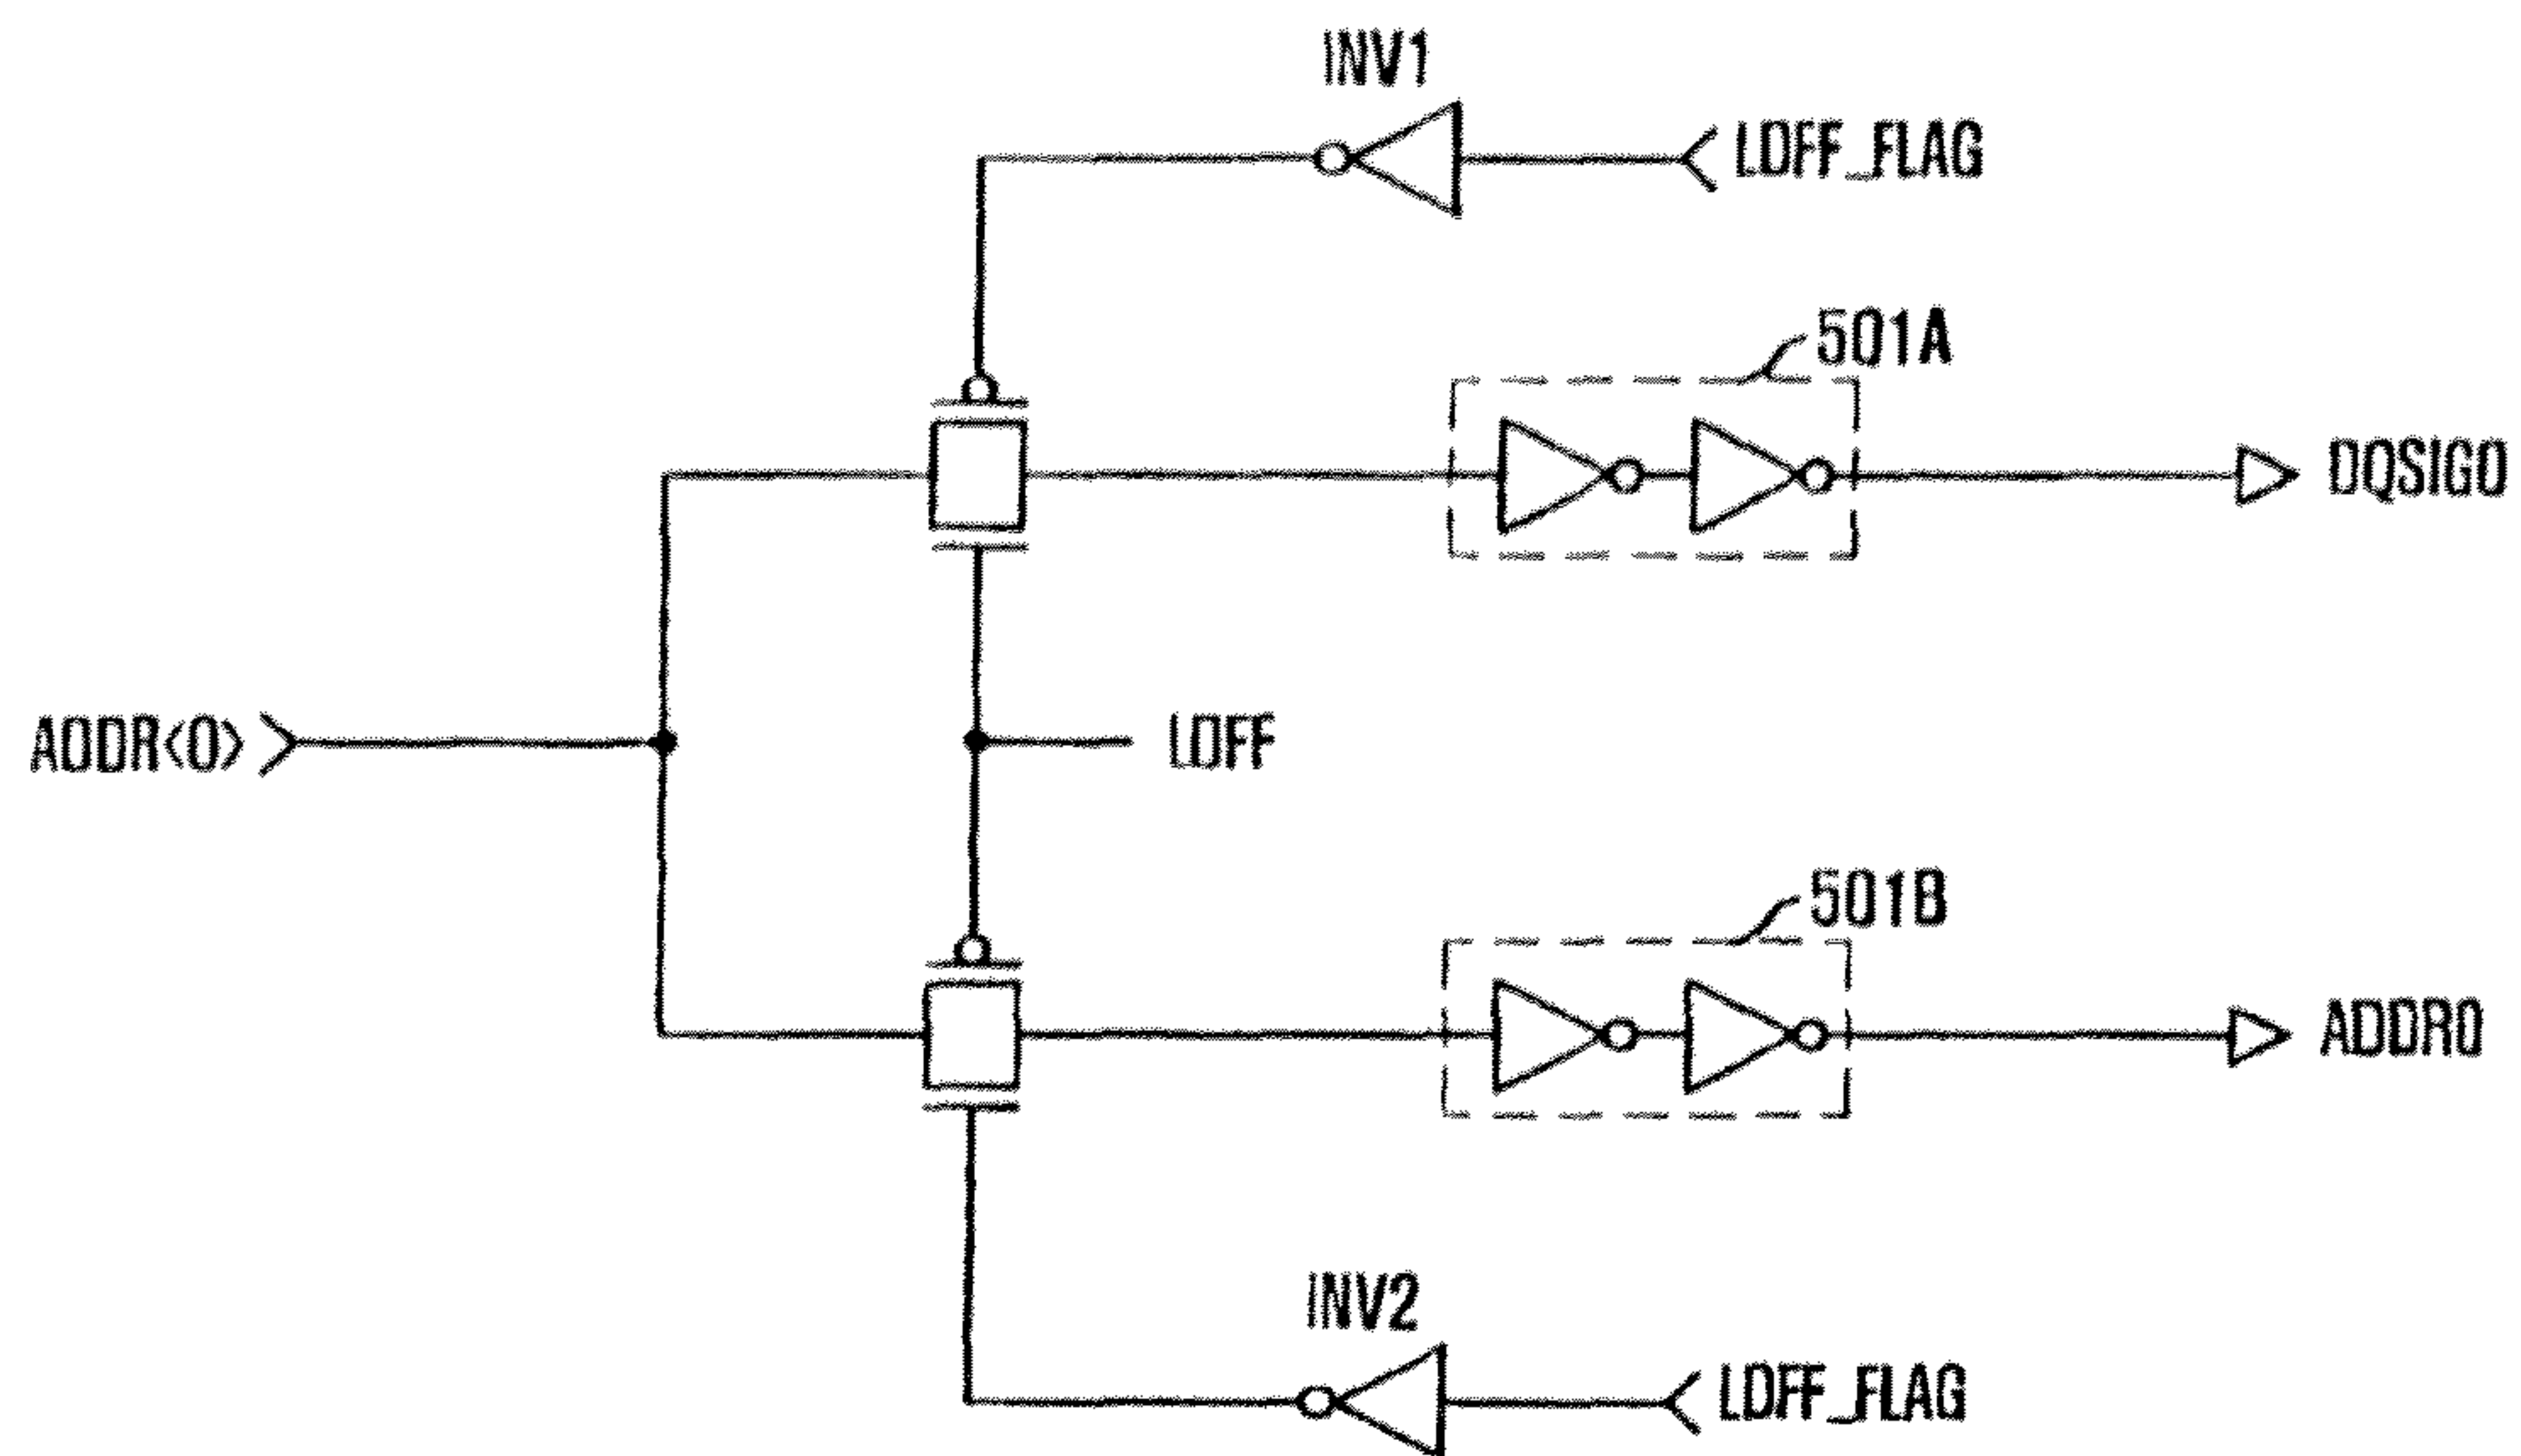 INV1
LDFF_FLAG
501A
DQSIG0
ADDR<0>
LDFF
501B
ADDR0
INV2
LDFF_FLAG